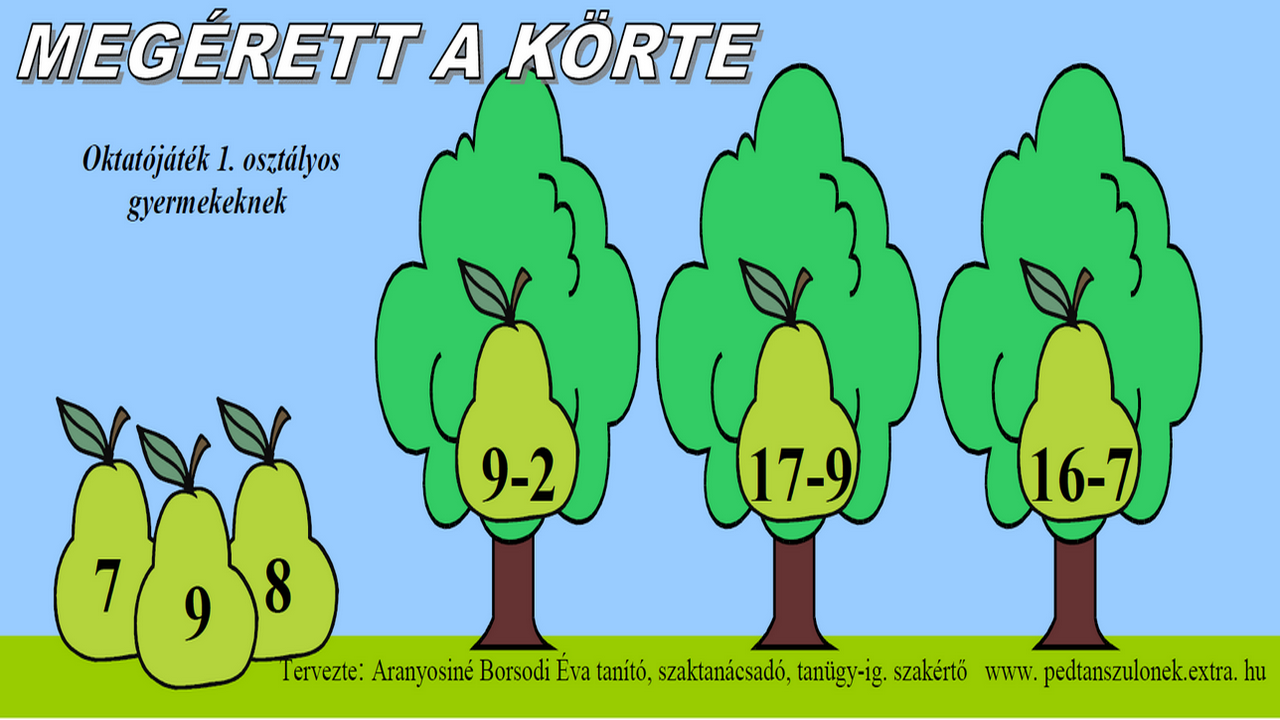 MEGÉRETT A KÖRTE
Oktatójáték 1. osztályos
gyermekeknek
9-2
17-9
16-7
7
9
8
Tervezte: Aranyosiné Borsodi Éva tanító, szaktanácsadó, tanügy-ig. szakértő www. pedtanszulonek.extra. hu